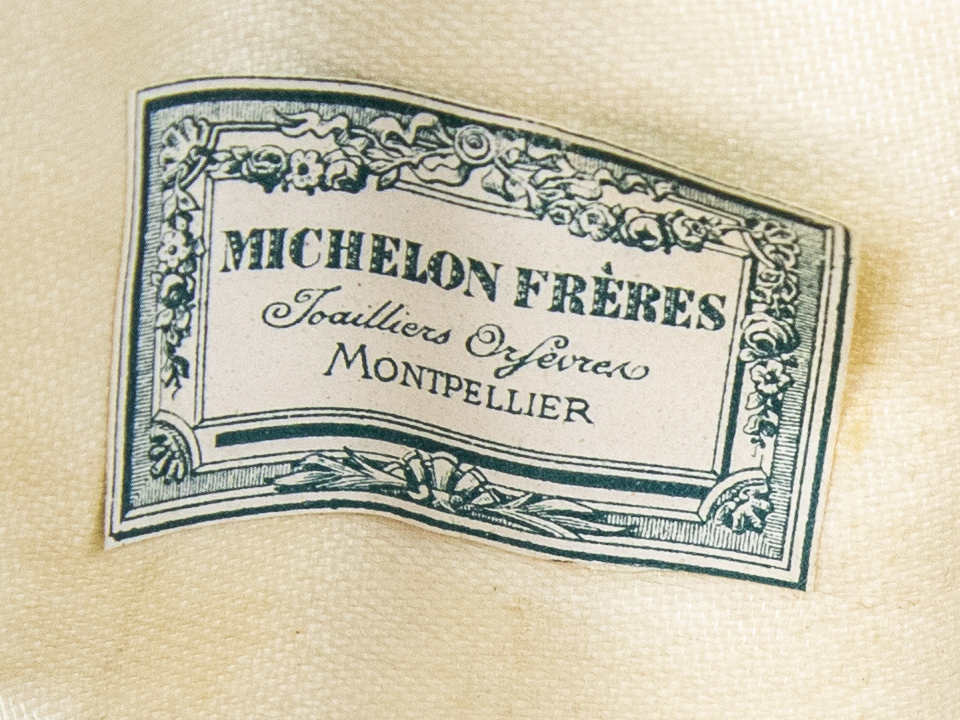 MICHELON FRÈRES
Joailliers Orfèvres
MONTPELLIER